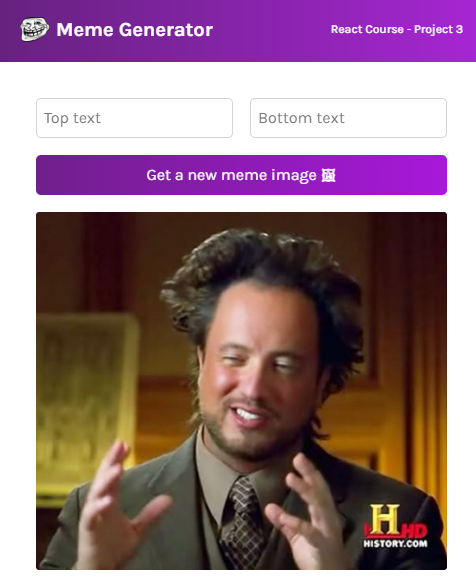 Meme Generator
React Course - Project 3
Top text
Bottom text
Get a new meme image 🖼
H HD
HISTORY.COM